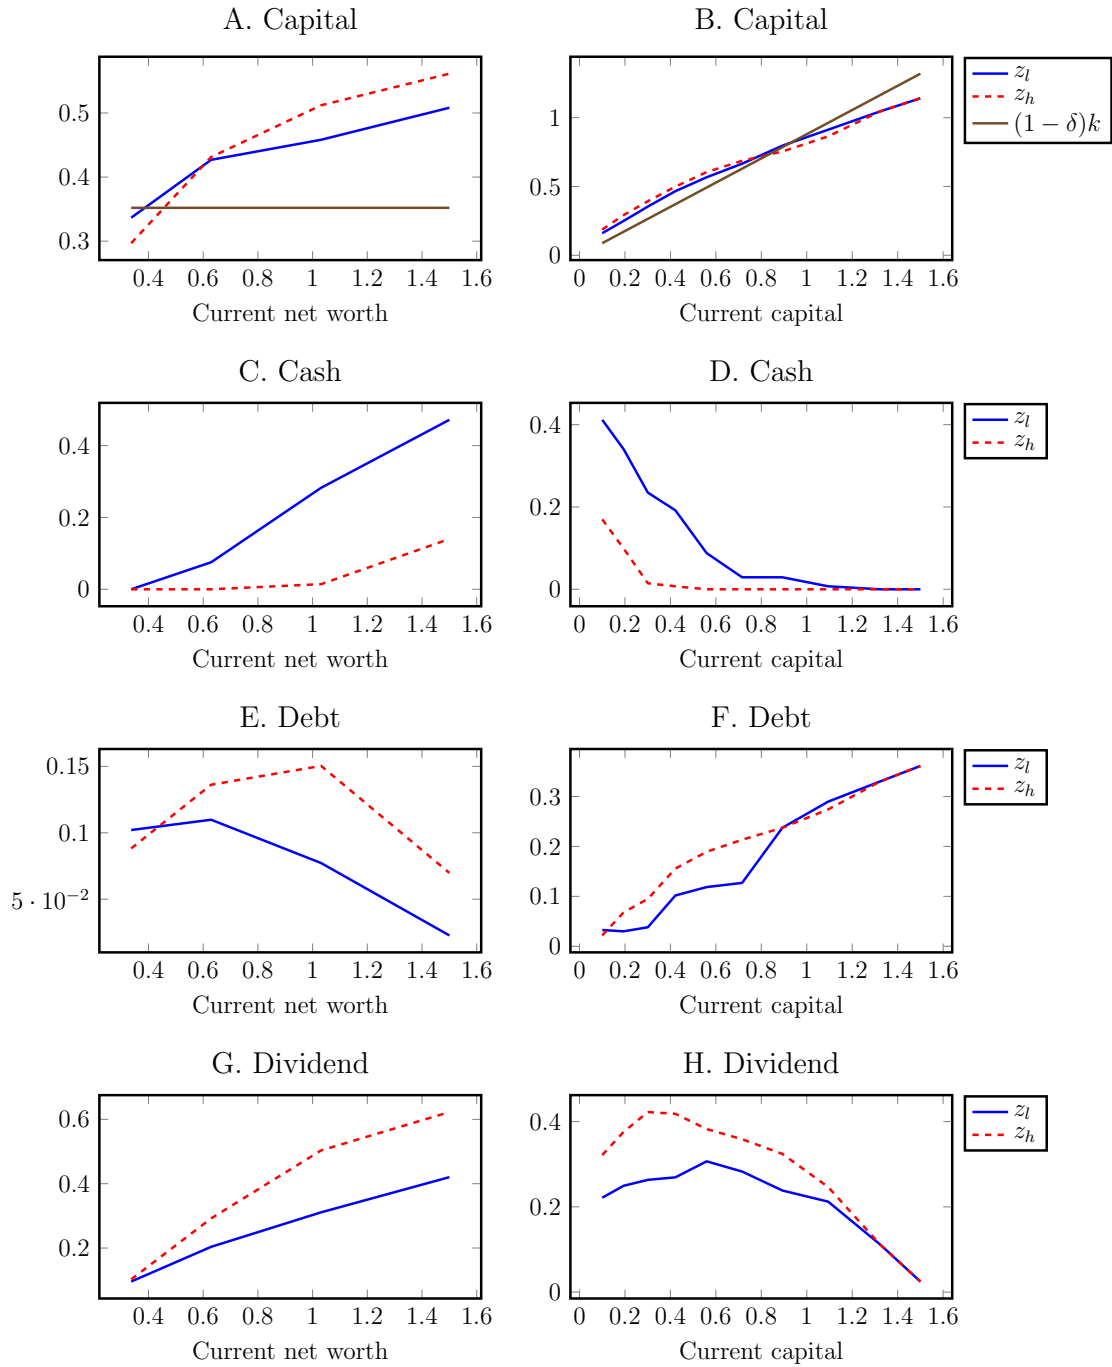 A. Capital
B. Capital
0.5
0.4
0.3
0.4 0.6 0.8 1 1.2 1.4 1.6
Current net worth
1
0.5
0
0 0.2 0.4 0.6 0.8 1 1.2 1.4 1.6
Current capital
z_l
z_h
(1 − δ)k
C. Cash
D. Cash
0.4
0.2
0
0.4 0.6 0.8 1 1.2 1.4 1.6
Current net worth
0.4
0.2
0
0 0.2 0.4 0.6 0.8 1 1.2 1.4 1.6
Current capital
z_l
z_h
E. Debt
F. Debt
0.15
0.1
5 · 10⁻²
0.4 0.6 0.8 1 1.2 1.4 1.6
Current net worth
0.3
0.2
0.1
0
0 0.2 0.4 0.6 0.8 1 1.2 1.4 1.6
Current capital
z_l
z_h
G. Dividend
H. Dividend
0.6
0.4
0.2
0.4 0.6 0.8 1 1.2 1.4 1.6
Current net worth
0.4
0.2
0
0 0.2 0.4 0.6 0.8 1 1.2 1.4 1.6
Current capital
z_l
z_h